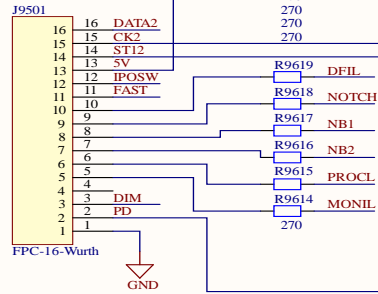 J9501
270
270
270
16 16 DATA2
15 15 CK2
14 14 ST12
13 13 5V
12 12 IPOSW
11 11 FAST
10 10
9 9
8 8
7 7
6 6
5 5
4 4
3 3 DIM
2 2 PD
1 1
R9619 DFIL
R9618 NOTCH
R9617 NB1
R9616 NB2
R9615 PROCL
R9614 MONIL
270
FPC-16-Wurth
GND